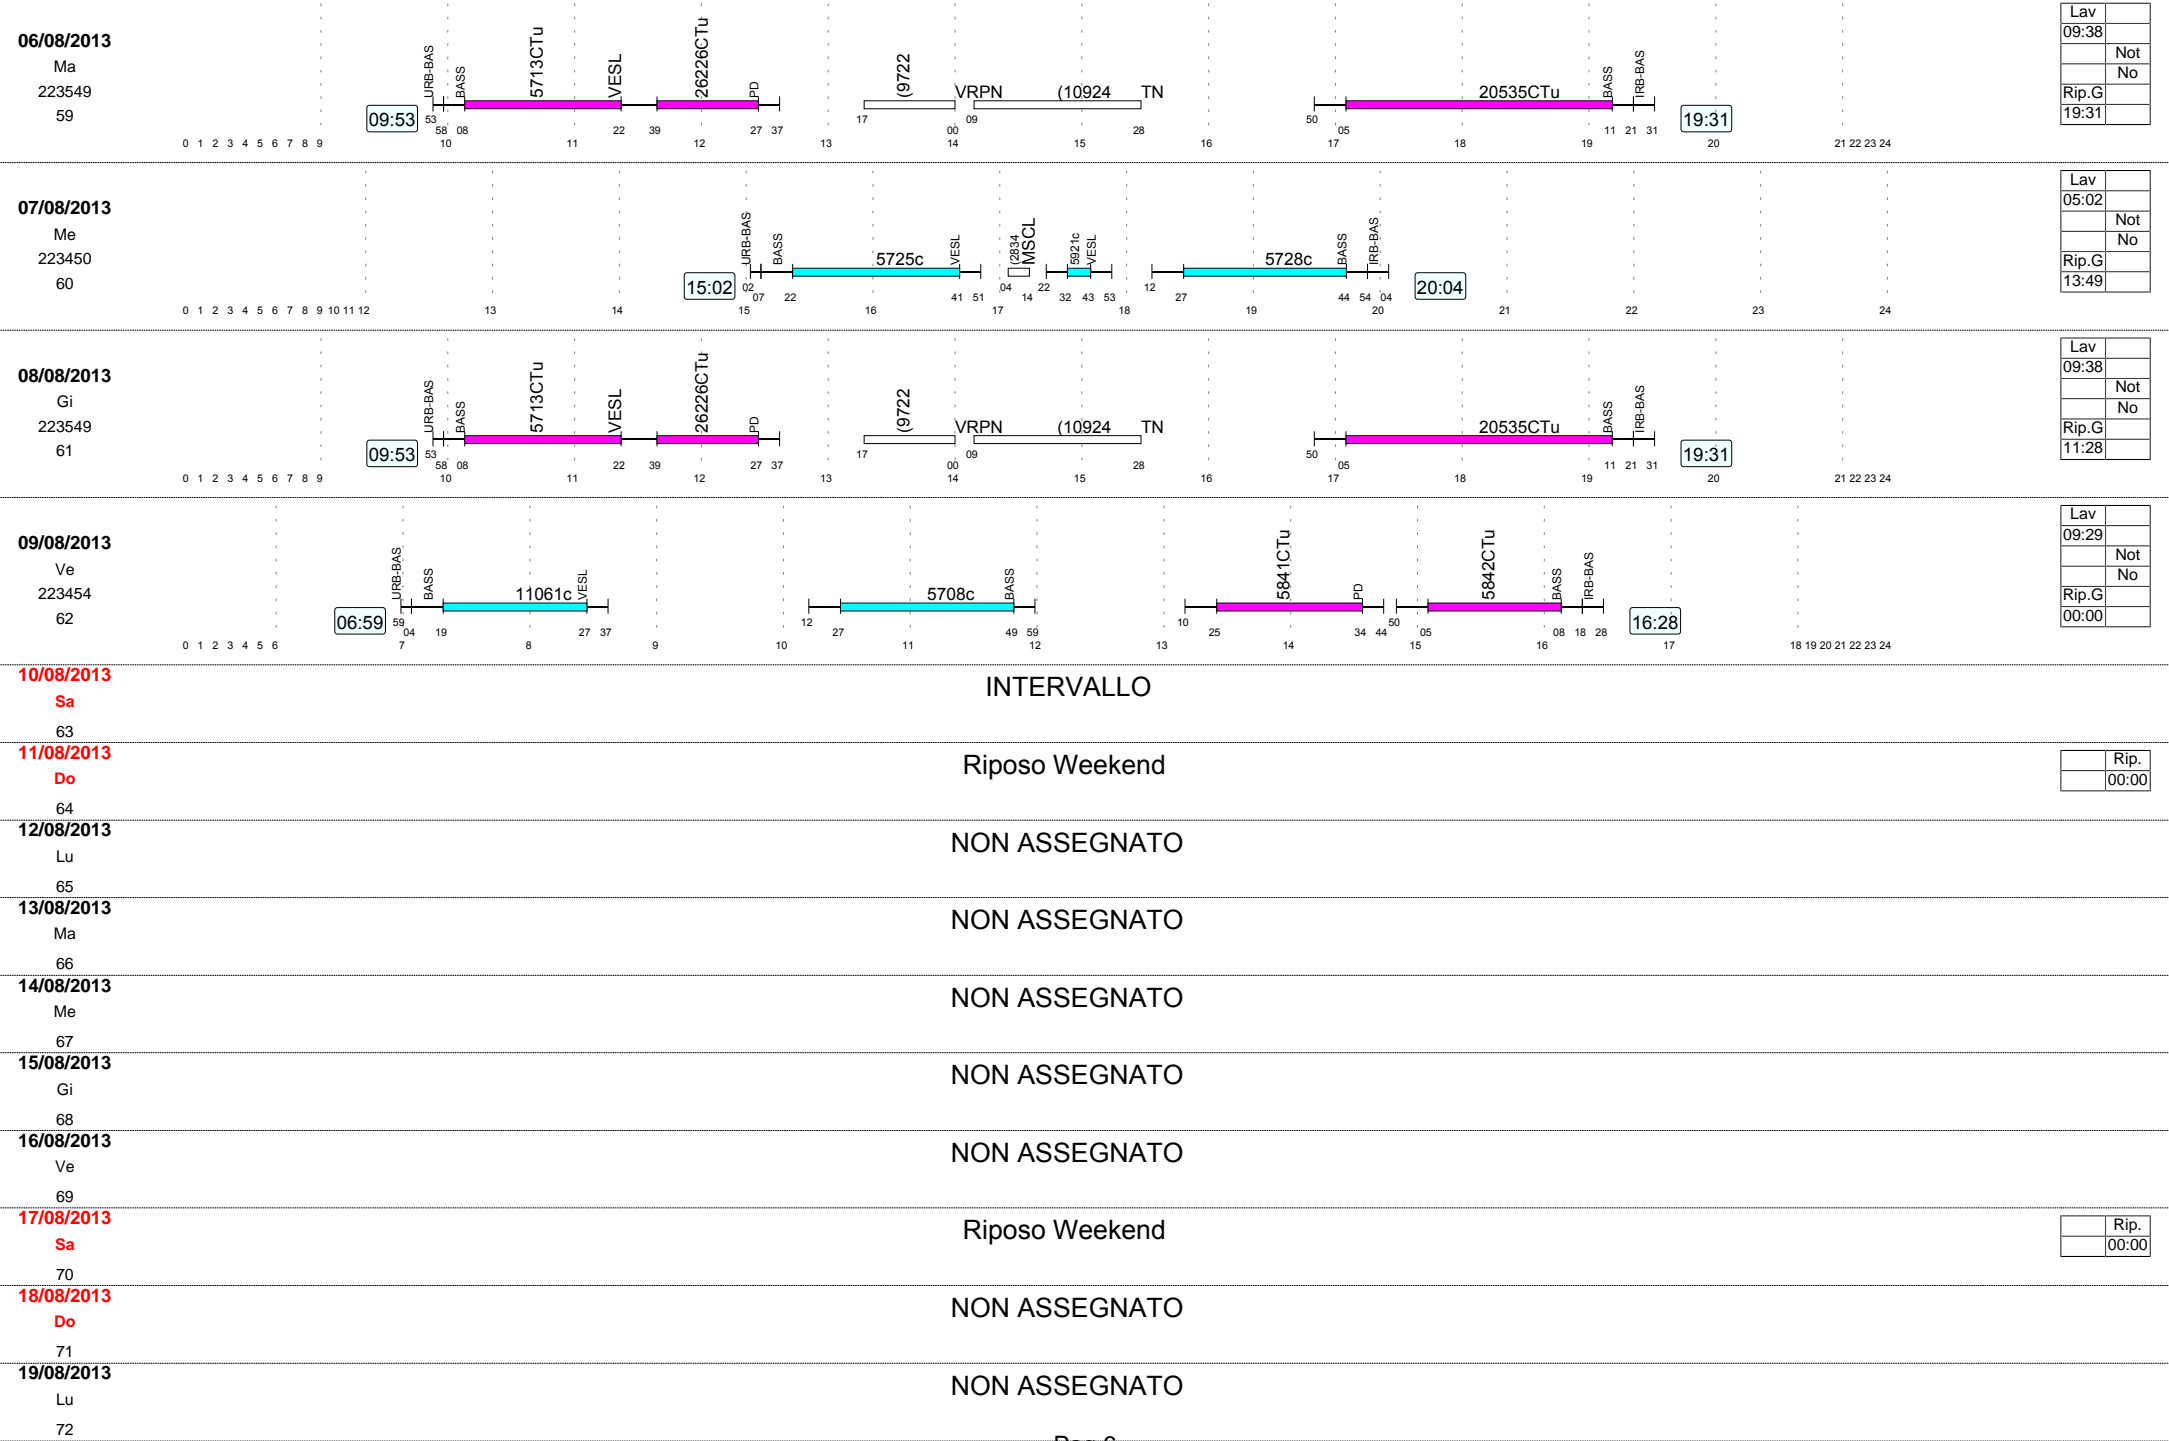 06/08/2013
Ma
223549
59
09:53
URB-BAS
BASS
5713CTu
VESL
26226CTu
PD
(9722
VRPN
(10924
TN
20535CTu
BASS
IRB-BAS
19:31
53 58 08 22 39 27 37 17 00 09 28 50 05 11 21 31
0 1 2 3 4 5 6 7 8 9 10 11 12 13 14 15 16 17 18 19 20 21 22 23 24
Lav
09:38
Not
No
Rip.G
19:31
07/08/2013
Me
223450
60
15:02
URB-BAS
BASS
5725c
VESL
(2834
MSCL
5921c
VESL
5728c
BASS
IRB-BAS
20:04
02 07 22 41 51 04 14 22 32 43 53 12 27 44 54 04
0 1 2 3 4 5 6 7 8 9 10 11 12 13 14 15 16 17 18 19 20 21 22 23 24
Lav
05:02
Not
No
Rip.G
13:49
08/08/2013
Gi
223549
61
09:53
URB-BAS
BASS
5713CTu
VESL
26226CTu
PD
(9722
VRPN
(10924
TN
20535CTu
BASS
IRB-BAS
19:31
53 58 08 22 39 27 37 17 00 09 28 50 05 11 21 31
0 1 2 3 4 5 6 7 8 9 10 11 12 13 14 15 16 17 18 19 20 21 22 23 24
Lav
09:38
Not
No
Rip.G
11:28
09/08/2013
Ve
223454
62
06:59
URB-BAS
BASS
11061c
VESL
5708c
BASS
5841CTu
PD
5842CTu
BASS
IRB-BAS
16:28
59 04 19 27 37 12 27 49 59 10 25 34 44 50 05 08 18 28
0 1 2 3 4 5 6 7 8 9 10 11 12 13 14 15 16 17 18 19 20 21 22 23 24
Lav
09:29
Not
No
Rip.G
00:00
10/08/2013
Sa
63
INTERVALLO
11/08/2013
Do
64
Riposo Weekend
Rip.
00:00
12/08/2013
Lu
65
NON ASSEGNATO
13/08/2013
Ma
66
NON ASSEGNATO
14/08/2013
Me
67
NON ASSEGNATO
15/08/2013
Gi
68
NON ASSEGNATO
16/08/2013
Ve
69
NON ASSEGNATO
17/08/2013
Sa
70
Riposo Weekend
Rip.
00:00
18/08/2013
Do
71
NON ASSEGNATO
19/08/2013
Lu
72
NON ASSEGNATO